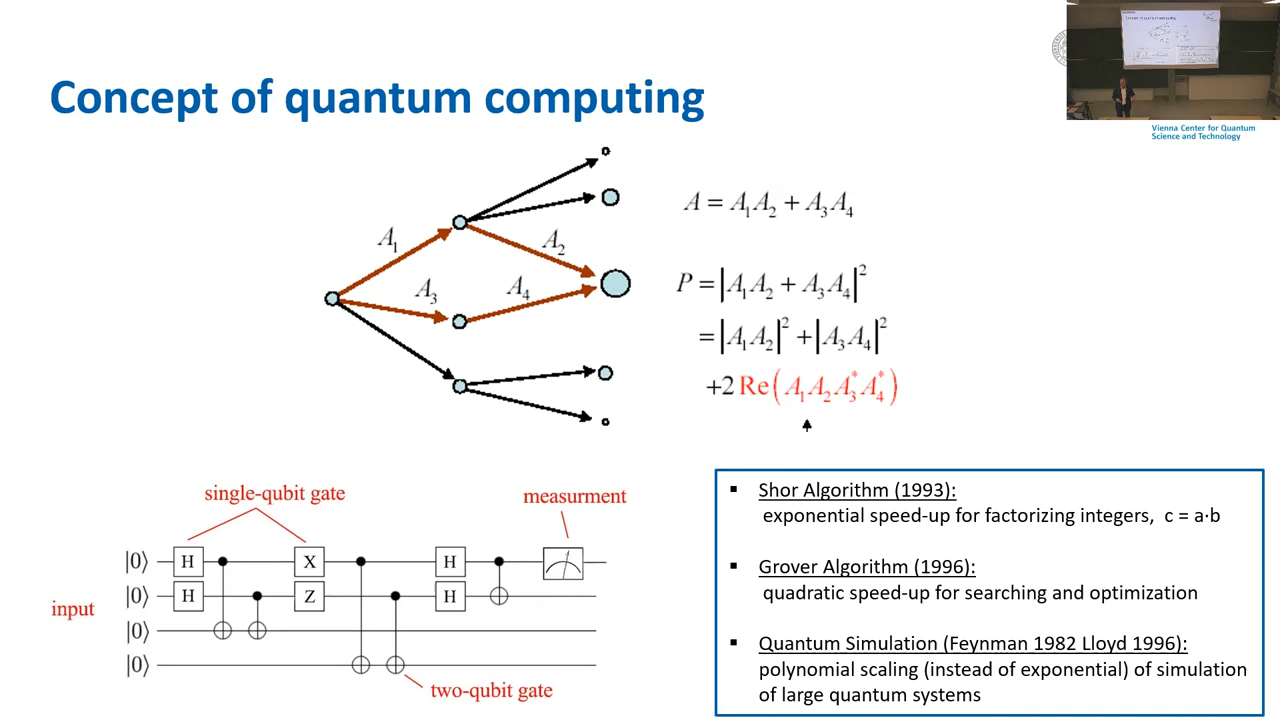 Concept of quantum computing
Vienna Center for Quantum
Science and Technology
A₁
A₂
A₃
A₄
A = A₁A₂ + A₃A₄
P = |A₁A₂ + A₃A₄|²
= |A₁A₂|² + |A₃A₄|²
+2 Re(A₁A₂A₃*A₄*)
single-qubit gate
measurment
input
|0⟩ H X H
|0⟩ H Z H
|0⟩
|0⟩
two-qubit gate
▪ Shor Algorithm (1993):
exponential speed-up for factorizing integers, c = a·b
▪ Grover Algorithm (1996):
quadratic speed-up for searching and optimization
▪ Quantum Simulation (Feynman 1982 Lloyd 1996):
polynomial scaling (instead of exponential) of simulation
of large quantum systems